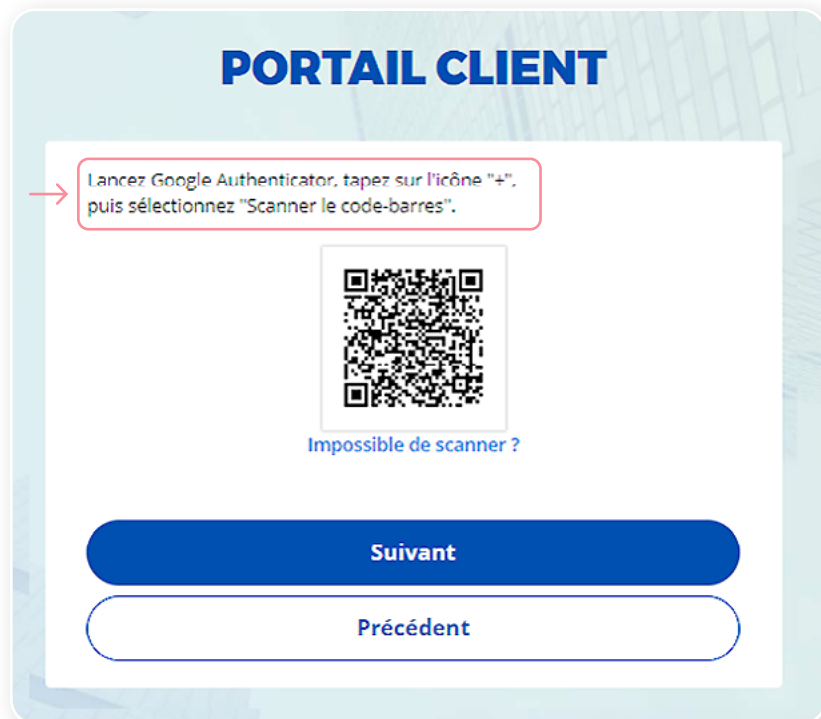 PORTAIL CLIENT
Lancez Google Authenticator, tapez sur l'icône "+",
puis sélectionnez "Scanner le code-barres".
Impossible de scanner ?
Suivant
Précédent